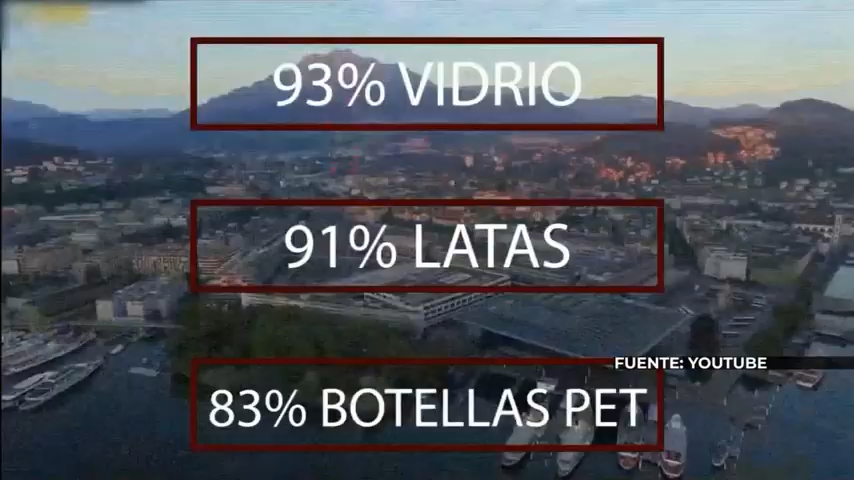 93% VIDRIO
91% LATAS
FUENTE: YOUTUBE
83% BOTELLAS PET